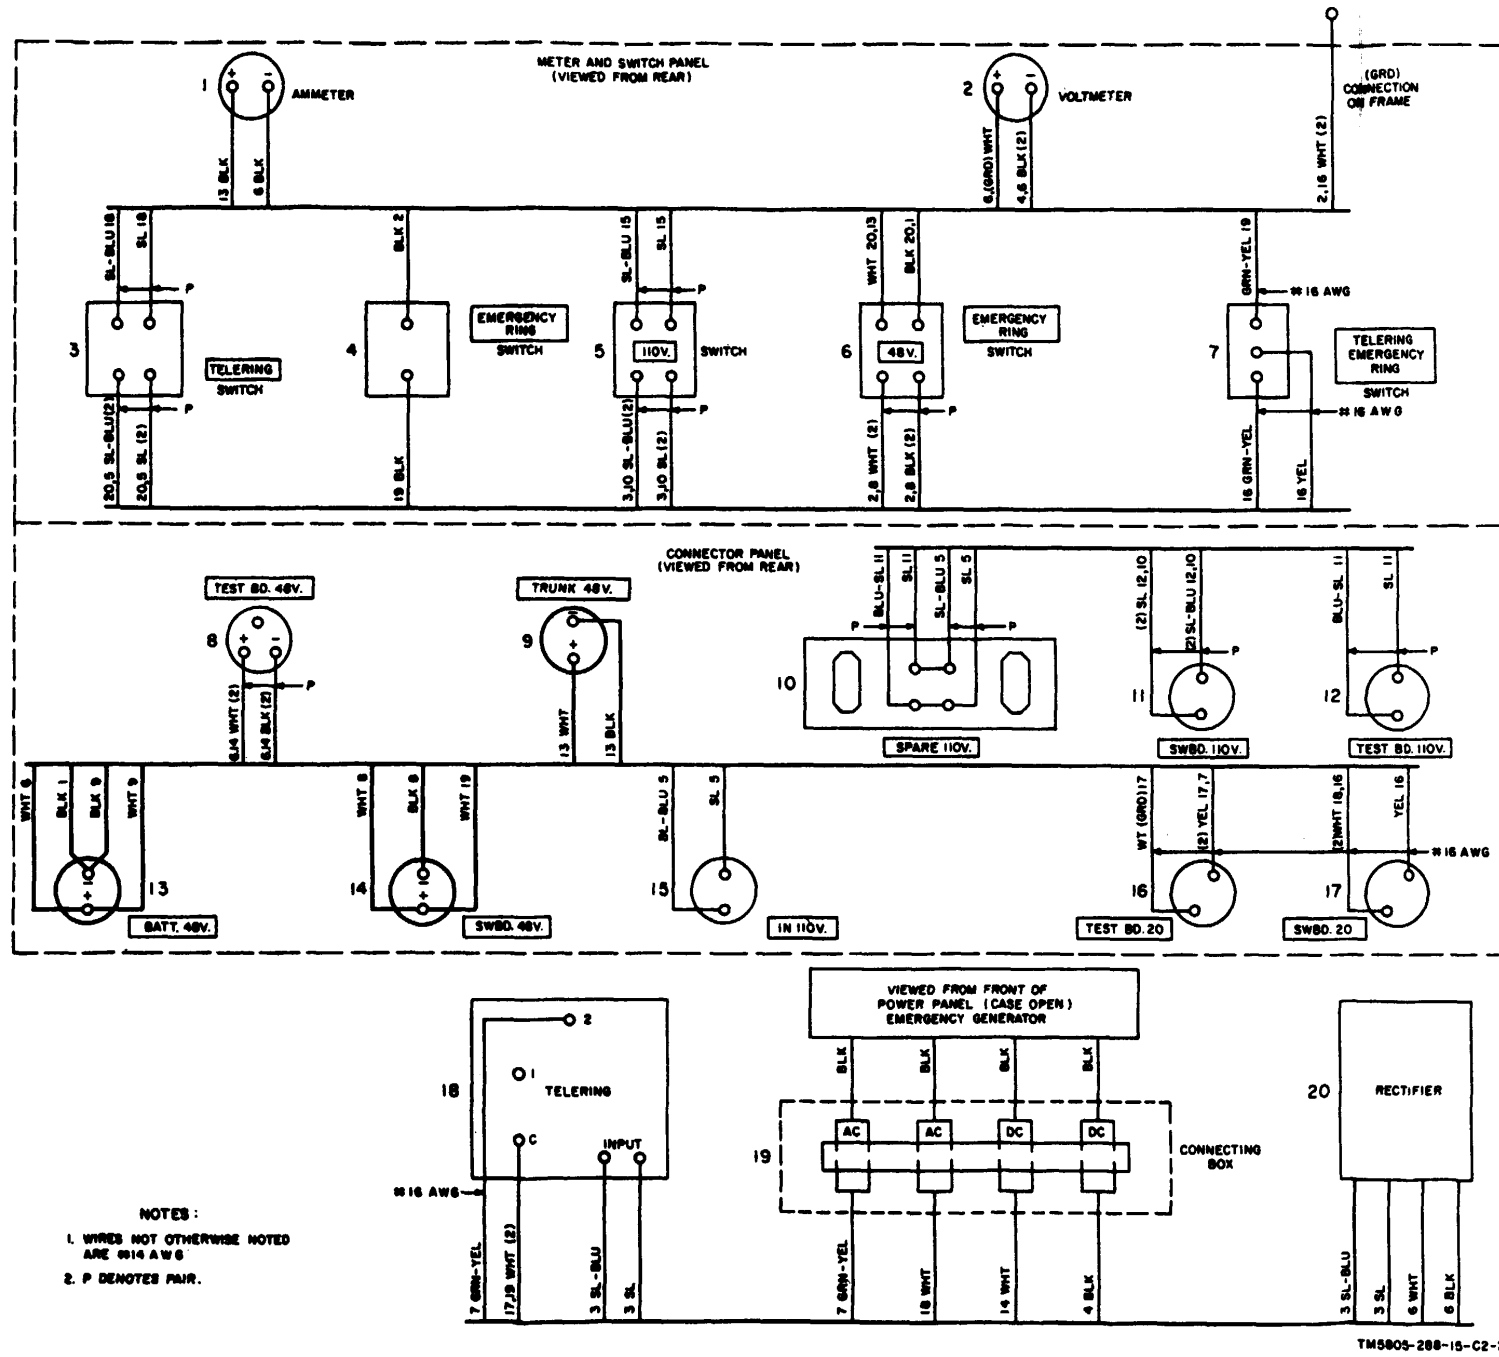 METER AND SWITCH PANEL
(VIEWED FROM REAR)
1
+ -
AMMETER
2
+ -
VOLTMETER
(GRD)
CONNECTION
ON FRAME
13 BLK
6 BLK
6,(GRD) WHT
4,6 BLK (2)
2,16 WHT (2)
SL-BLU 18
SL 18
P
BLK 2
SL-BLU 15
SL 15
P
WHT 20,13
BLK 20,1
GRN-YEL 19
#16 AWG
3
TELERING
SWITCH
4
EMERGENCY
RING
SWITCH
5
110V.
SWITCH
6
48V.
EMERGENCY
RING
SWITCH
7
TELERING
EMERGENCY
RING
SWITCH
P
P
P
#16 AWG
20,5 SL-BLU(2)
20,5 SL (2)
19 BLK
3,10 SL-BLU(2)
3,10 SL (2)
2,8 WHT (2)
2,8 BLK (2)
16 GRN-YEL
16 YEL
CONNECTOR PANEL
(VIEWED FROM REAR)
TEST BD. 48V.
8
+ -
P
6,14 WHT (2)
6,14 BLK (2)
TRUNK 48V.
9
-
+
13 WHT
13 BLK
BLU-SL 11
SL 11
SL-BLU 5
SL 5
P
P
10
SPARE 110V.
(2) SL 12,10
(2) SL-BLU 12,10
P
11
SWBD. 110V.
BLU-SL 11
SL 11
P
12
TEST BD. 110V.
WHT 6
BLK 1
BLK 9
WHT 9
-
+
13
BATT. 48V.
WHT 8
BLK 8
WHT 19
14
-
+
SWBD. 48V.
SL-BLU 5
SL 5
15
IN 110V.
WT (GRD) 17
(2) YEL 17,7
16
TEST BD. 20
(2) WHT 18,16
YEL 16
#16 AWG
17
SWBD. 20
18
2
1
TELERING
C
INPUT
#16 AWG
7 GRN-YEL
17,19 WHT (2)
3 SL-BLU
3 SL
VIEWED FROM FRONT OF
POWER PANEL (CASE OPEN)
EMERGENCY GENERATOR
BLK
BLK
BLK
BLK
19
AC
AC
DC
DC
CONNECTING
BOX
7 GRN-YEL
18 WHT
14 WHT
4 BLK
20
RECTIFIER
3 SL-BLU
3 SL
6 WHT
6 BLK
NOTES:
1. WIRES NOT OTHERWISE NOTED
ARE #14 AWG
2. P DENOTES PAIR.
TM5805-288-15-C2-